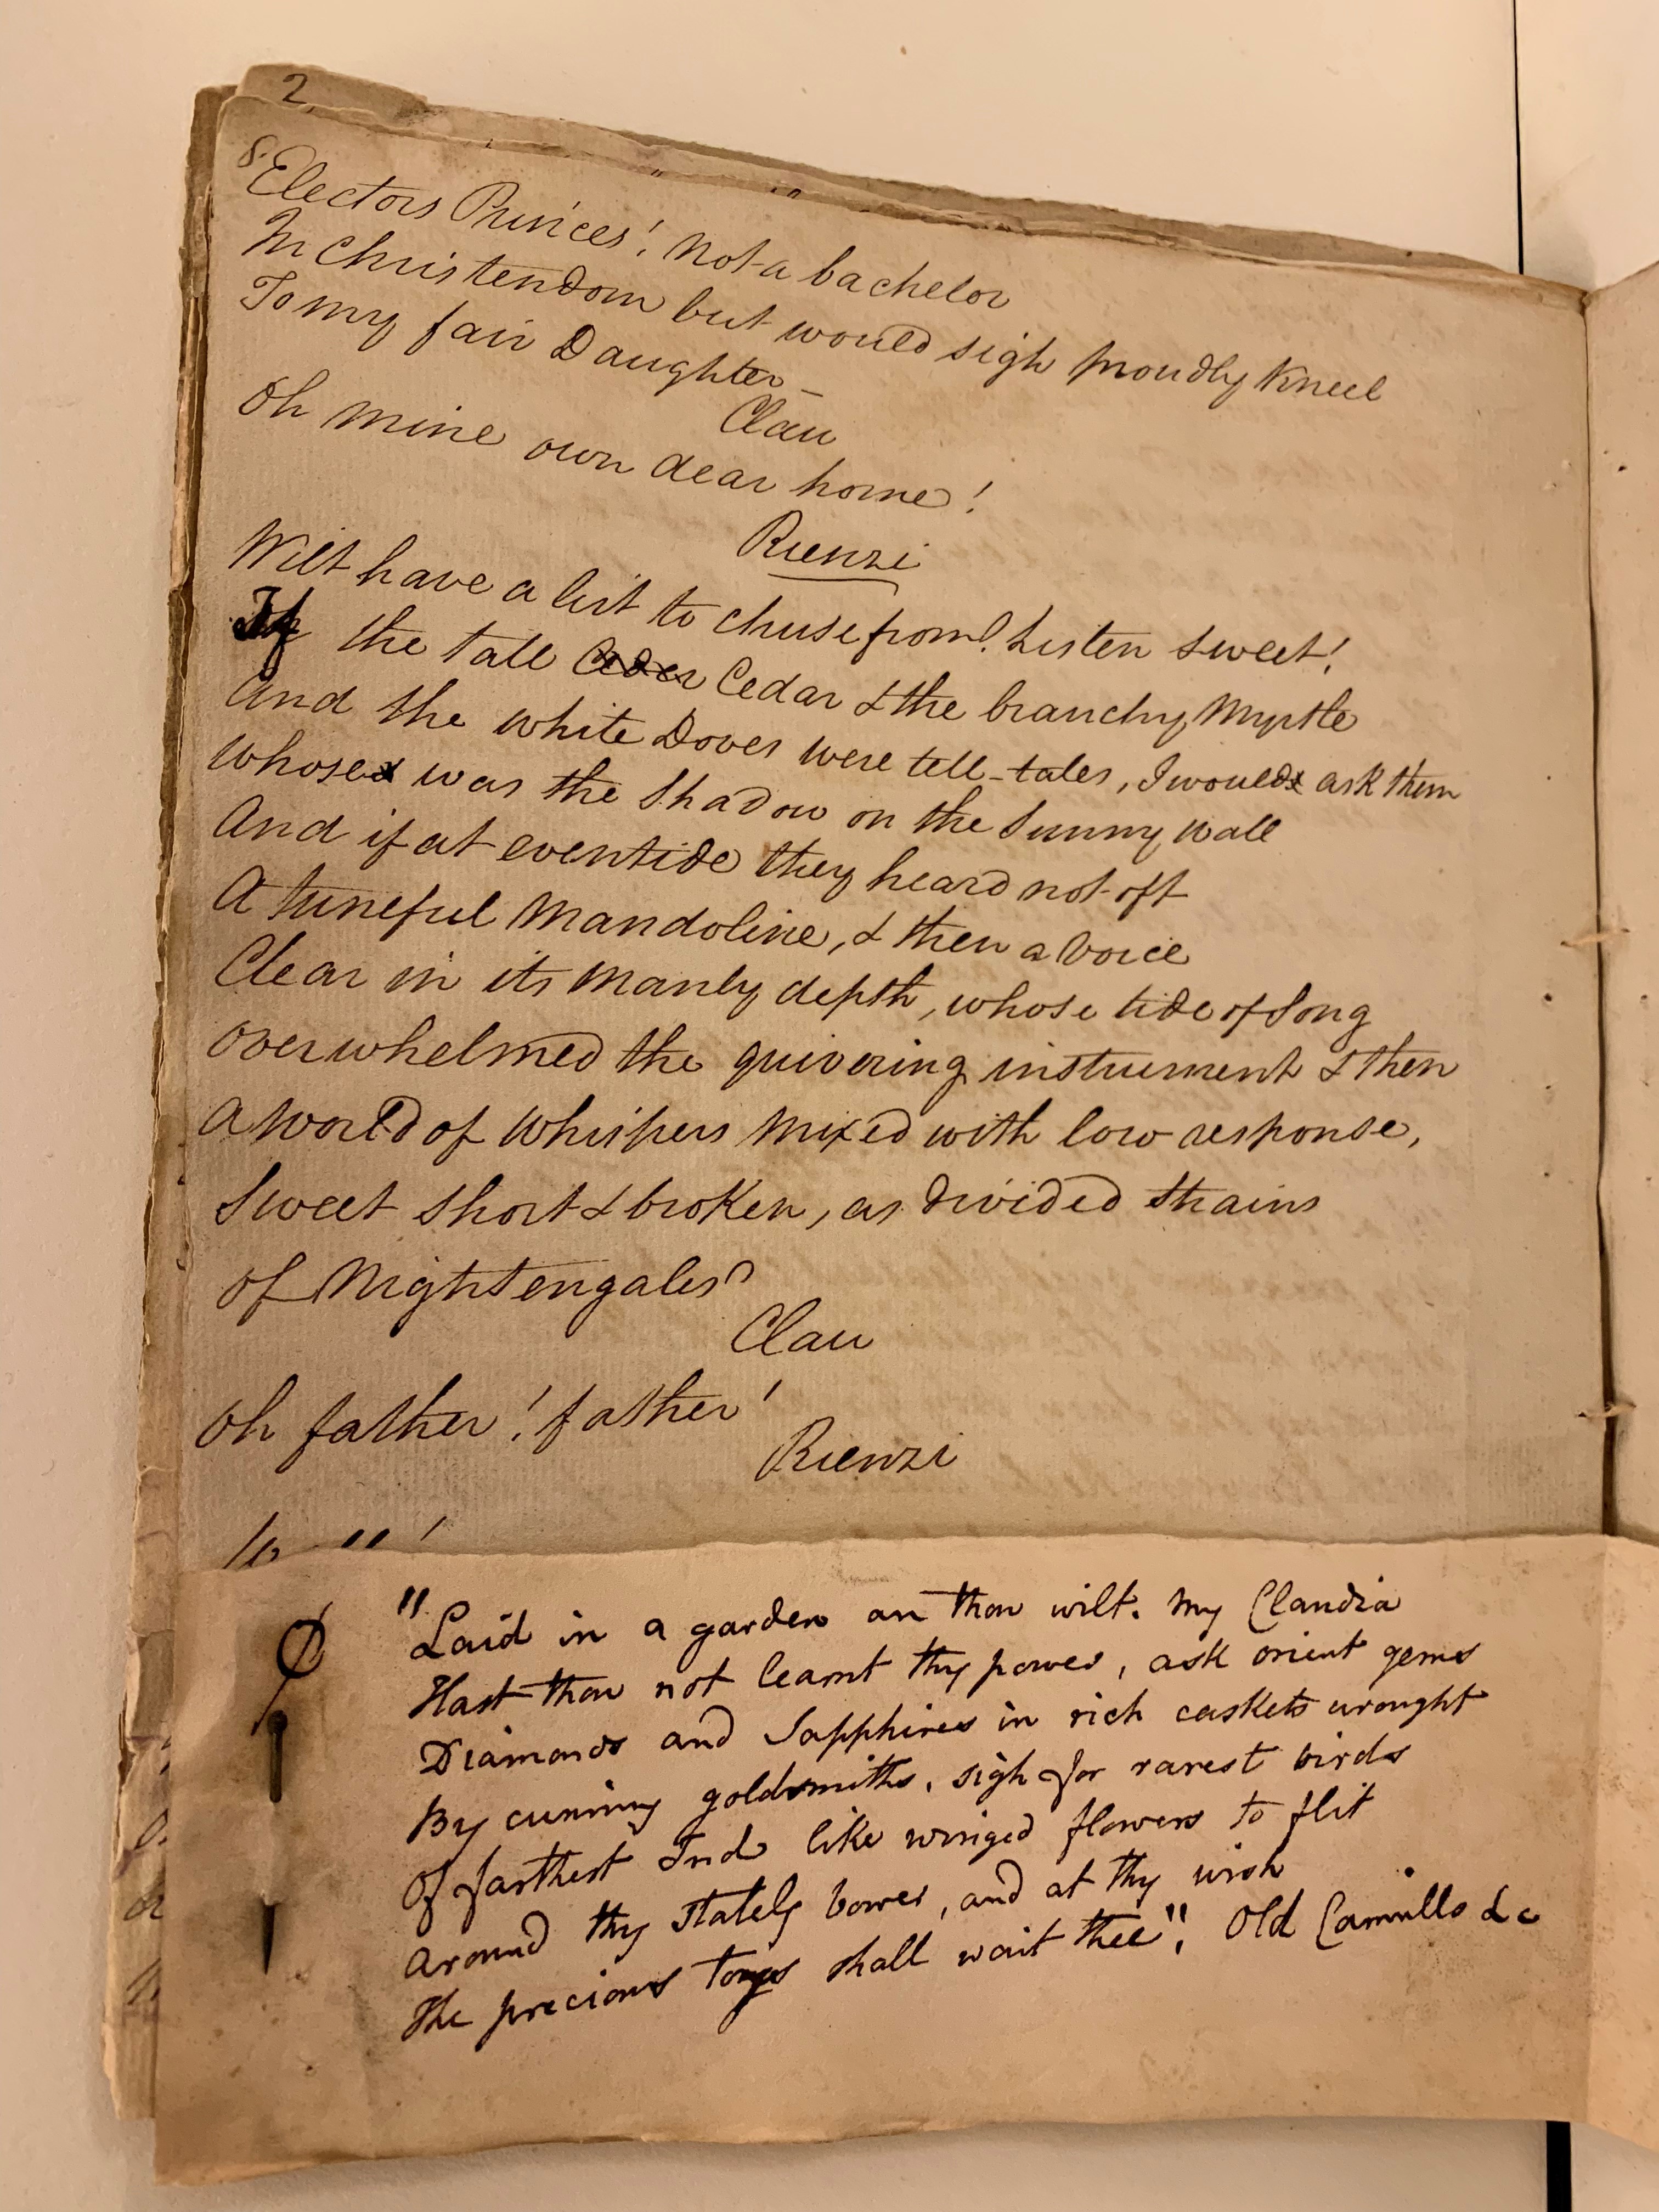 2
8.
Electors Princes! not a bachelor
In Christendom but would sigh proudly kneel
To my fair Daughter —
Clau
Oh mine own dear home!
Rienzi
Wilt have a list to chuse from? Listen sweet!
If the tall Ceder Cedar & the branchy Myrtle
And the white Doves were tell-tales, I would ask them
Whose was the Shadow on the Sunny Wall
And if at eventide they heard not oft
A tuneful Mandoline, & then a Voice
Clear in its Manly depth, whose tide of Song
Overwhelmed the quivering instrument & then
A World of Whispers mixed with low response,
Sweet short & broken, as divided strains
Of Nightengales?
Clau
Oh father! father!
Rienzi
"Laid in a garden an thou wilt. My Claudia
Hast thou not learnt thy power, ask orient gems
Diamonds and Sapphires in rich caskets wrought
By cunning goldsmiths, sigh for rarest birds
Of farthest Ind like winged flowers to flit
Around thy stately bower, and at thy wish
The precious toys shall wait thee". Old Camillo &c